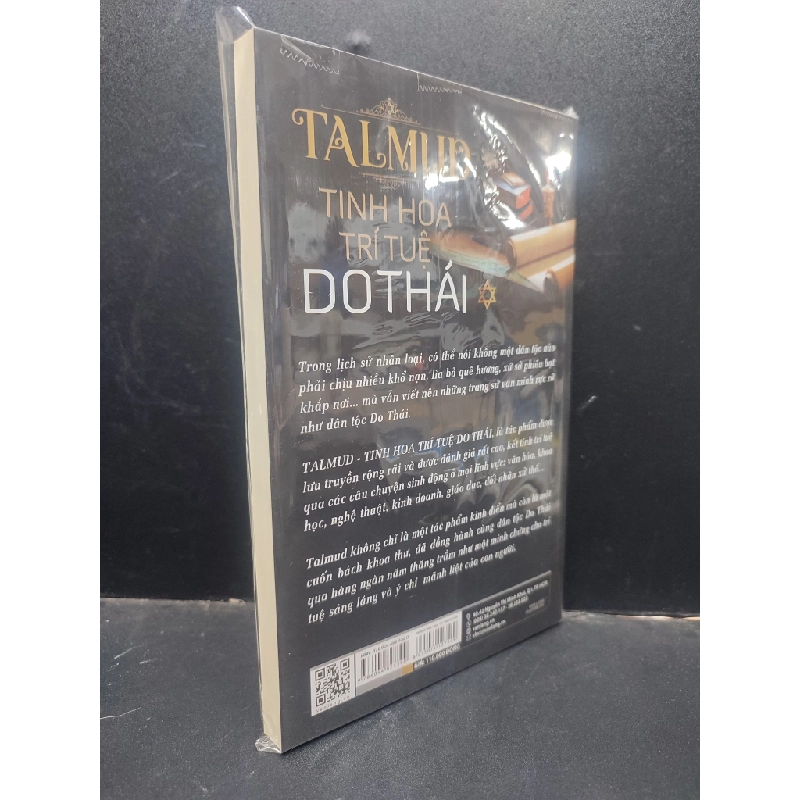 TALMUD
TINH HOA
TRÍ TUỆ
DO THÁI
Trong lịch sử nhân loại, có thể nói không một dân tộc nào
phải chịu nhiều khổ nạn, lìa bỏ quê hương, xứ sở phiêu bạt
khắp nơi... mà vẫn viết nên những trang sử văn minh rực rỡ
như dân tộc Do Thái.
TALMUD - TINH HOA TRÍ TUỆ DO THÁI, là tác phẩm được
lưu truyền rộng rãi và được đánh giá rất cao, kết tinh trí tuệ
qua các câu chuyện sinh động ở mọi lĩnh vực: văn hóa, khoa
học, nghệ thuật, kinh doanh, giáo dục, đối nhân xử thế...
Talmud không chỉ là một tác phẩm kinh điển mà còn là một
cuốn bách khoa thư, đã đồng hành cùng dân tộc Do Thái
qua hàng ngàn năm thăng trầm như một minh chứng cho trí
tuệ sáng láng và ý chí mãnh liệt của con người.